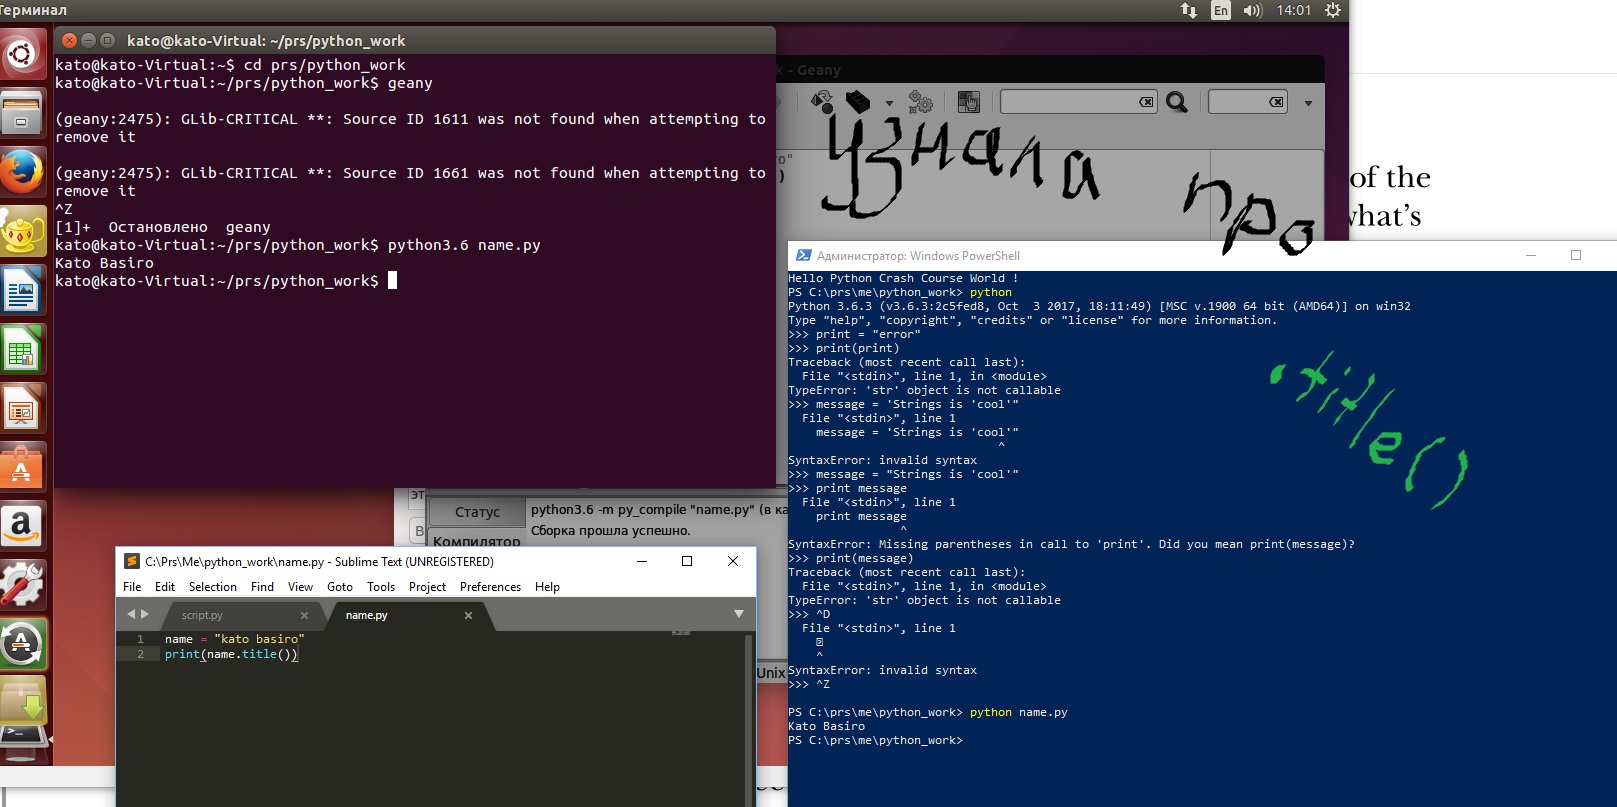 Терминал
En
14:01
kato@kato-Virtual: ~/prs/python_work
kato@kato-Virtual:~$ cd prs/python_work
kato@kato-Virtual:~/prs/python_work$ geany
(geany:2475): GLib-CRITICAL **: Source ID 1611 was not found when attempting to
remove it
(geany:2475): GLib-CRITICAL **: Source ID 1661 was not found when attempting to
remove it
^Z
[1]+  Остановлено  geany
kato@kato-Virtual:~/prs/python_work$ python3.6 name.py
Kato Basiro
kato@kato-Virtual:~/prs/python_work$
- Geany
Узнала про
of the
what's
Администратор: Windows PowerShell
Hello Python Crash Course World !
PS C:\prs\me\python_work> python
Python 3.6.3 (v3.6.3:2c5fed8, Oct  3 2017, 18:11:49) [MSC v.1900 64 bit (AMD64)] on win32
Type "help", "copyright", "credits" or "license" for more information.
>>> print = "error"
>>> print(print)
Traceback (most recent call last):
  File "<stdin>", line 1, in <module>
TypeError: 'str' object is not callable
>>> message = 'Strings is 'cool'"
  File "<stdin>", line 1
    message = 'Strings is 'cool'"
^
SyntaxError: invalid syntax
>>> message = "Strings is 'cool'"
>>> print message
  File "<stdin>", line 1
    print message
^
SyntaxError: Missing parentheses in call to 'print'. Did you mean print(message)?
>>> print(message)
Traceback (most recent call last):
  File "<stdin>", line 1, in <module>
TypeError: 'str' object is not callable
>>> ^D
  File "<stdin>", line 1
^
SyntaxError: invalid syntax
>>> ^Z
PS C:\prs\me\python_work> python name.py
Kato Basiro
PS C:\prs\me\python_work>
.title()
Статус
python3.6 -m py_compile "name.py" (в ка
Компилятор
Сборка прошла успешно.
Unix
C:\Prs\Me\python_work\name.py - Sublime Text (UNREGISTERED)
File Edit Selection Find View Goto Tools Project Preferences Help
script.py
name.py
1 name = "kato basiro"
2 print(name.title())